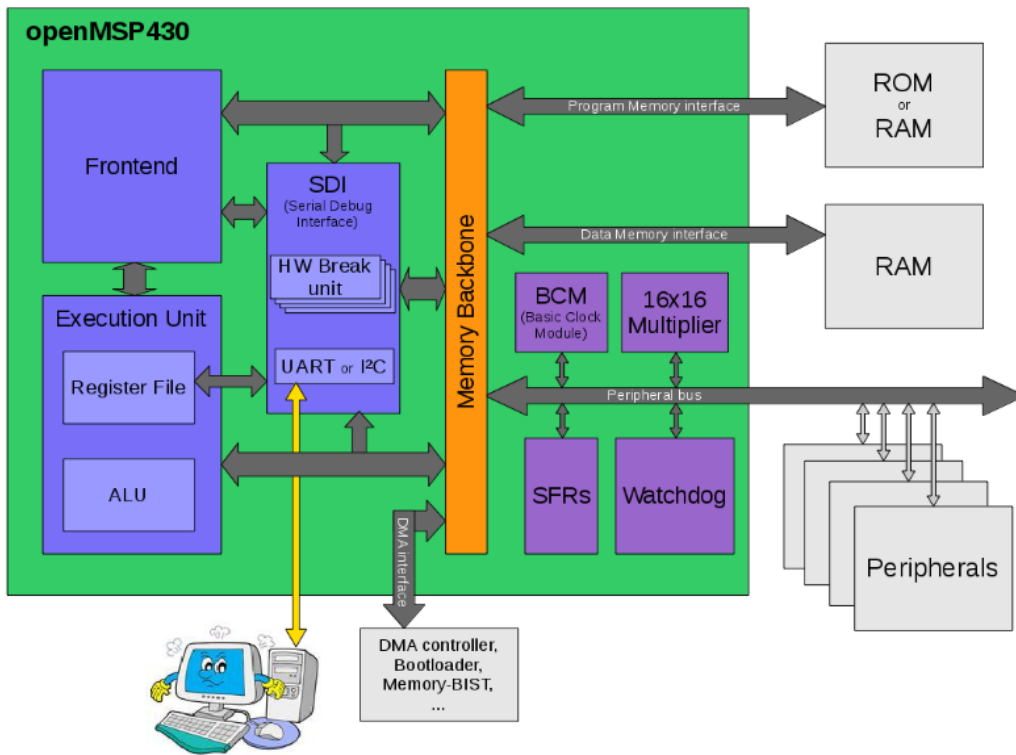 openMSP430
Frontend
SDI
(Serial Debug
Interface)
HW Break
unit
UART or I²C
Execution Unit
Register File
ALU
Memory Backbone
Program Memory interface
Data Memory interface
BCM
(Basic Clock
Module)
16x16
Multiplier
Peripheral bus
SFRs
Watchdog
DMA interface
ROM
or
RAM
RAM
Peripherals
DMA controller,
Bootloader,
Memory-BIST,
...